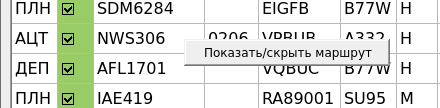 ПЛН SDM6284 EIGFB B77W H
АЦТ NWS306 0206 VPBUB A332
Показать/скрыть маршрут
ДЕП AFL1701 VQBUC B77W H
ПЛН IAE419 RA89001 SU95 M